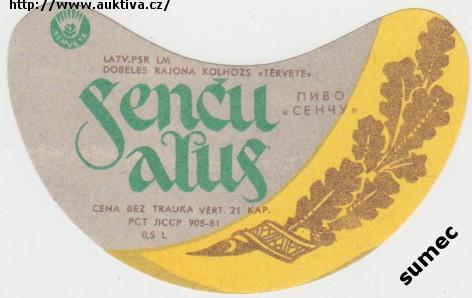 http://www.auktiva.cz/
TĒRVETE
LATV.PSR LM
DOBELES RAJONA KOLHOZS «TĒRVETE»
Senču
alus
ПИВО
«СЕНЧУ»
CENA BEZ TRAUKA VĒRT. 21 KAP.
РСТ ЛССР 908-81
0,5 L
sumec